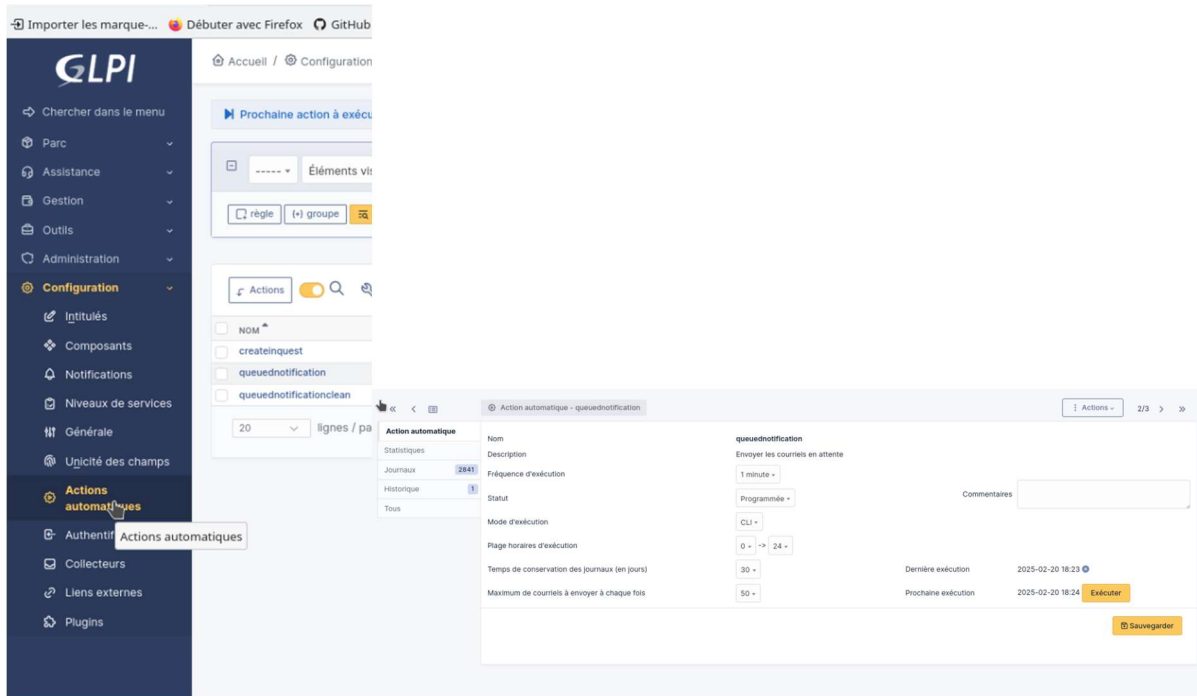 Importer les marque-... Débuter avec Firefox GitHub
GLPI
Chercher dans le menu
Parc
Assistance
Gestion
Outils
Administration
Configuration
Intitulés
Composants
Notifications
Niveaux de services
Générale
Unicité des champs
Actions
automatiques
Authentif
Actions automatiques
Collecteurs
Liens externes
Plugins
Accueil / Configuration
Prochaine action à exécu
----- Éléments vis
règle (+) groupe
Actions
NOM
createinquest
queuednotification
queuednotificationclean
20 lignes / pa
Action automatique - queuednotification Actions 2/3
Action automatique
Statistiques
Journaux 2841
Historique 1
Tous
Nom queuednotification
Description Envoyer les courriels en attente
Fréquence d'exécution 1 minute
Statut Programmée Commentaires
Mode d'exécution CLI
Plage horaires d'exécution 0 -> 24
Temps de conservation des journaux (en jours) 30 Dernière exécution 2025-02-20 18:23
Maximum de courriels à envoyer à chaque fois 50 Prochaine exécution 2025-02-20 18:24 Exécuter
Sauvegarder